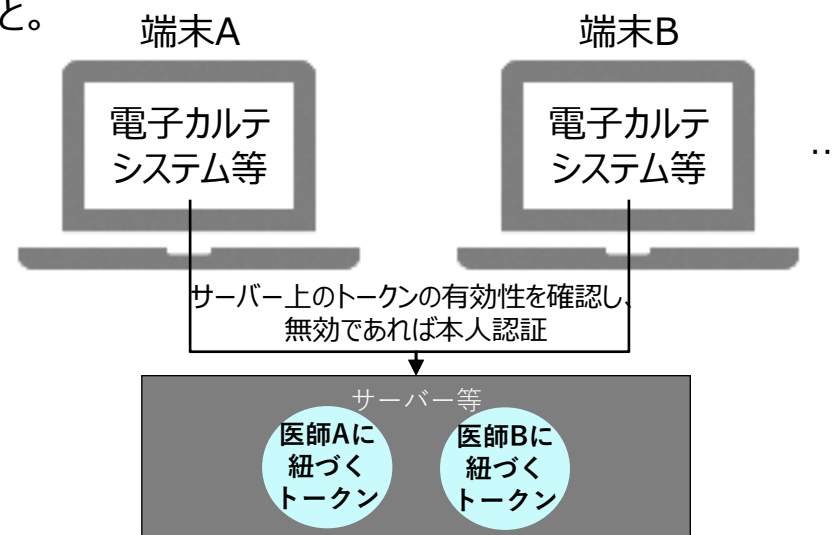 と。
端末A
端末B
電子カルテ
システム等
電子カルテ
システム等
…
サーバー上のトークンの有効性を確認し、
無効であれば本人認証
サーバー等
医師Aに
紐づく
トークン
医師Bに
紐づく
トークン